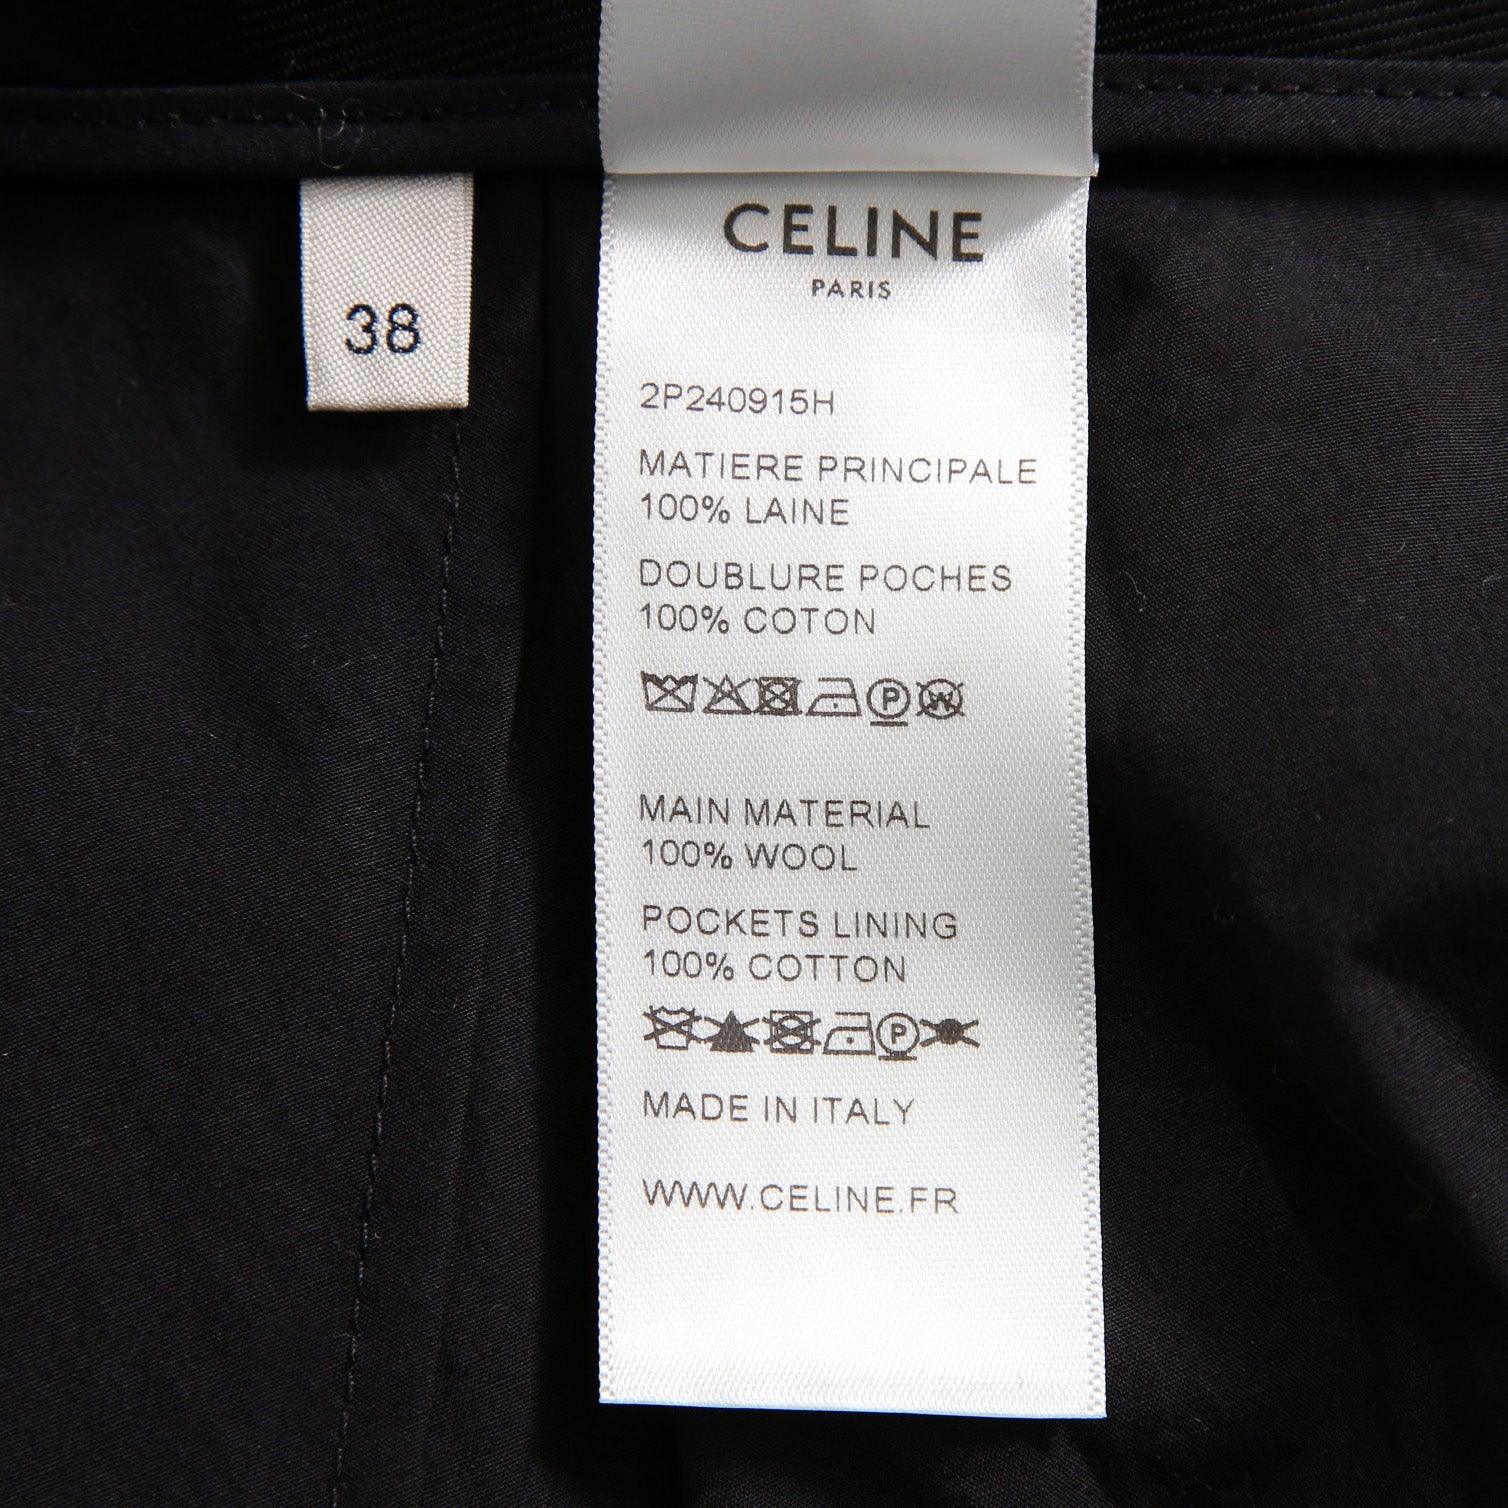 CELINE
PARIS
38
2P240915H
MATIERE PRINCIPALE
100% LAINE
DOUBLURE POCHES
100% COTON
P W
MAIN MATERIAL
100% WOOL
POCKETS LINING
100% COTTON
P
MADE IN ITALY
WWW.CELINE.FR